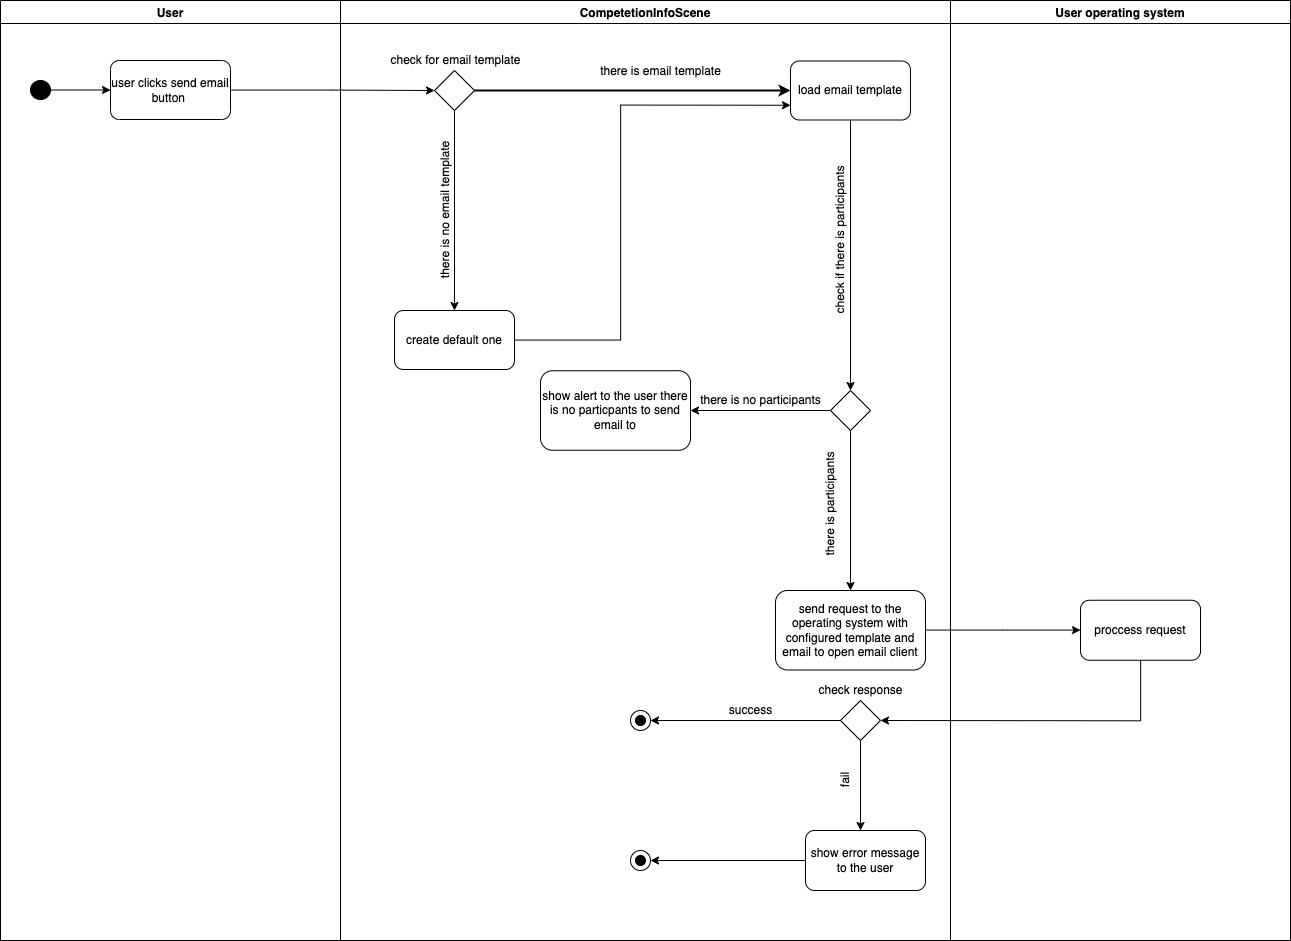 User
CompetetionInfoScene
User operating system
check for email template
there is email template
user clicks send email
button
load email template
there is no email template
check if there is participants
create default one
show alert to the user there
is no particpants to send
email to
there is no participants
there is participants
send request to the
operating system with
configured template and
email to open email client
proccess request
check response
success
fail
show error message
to the user